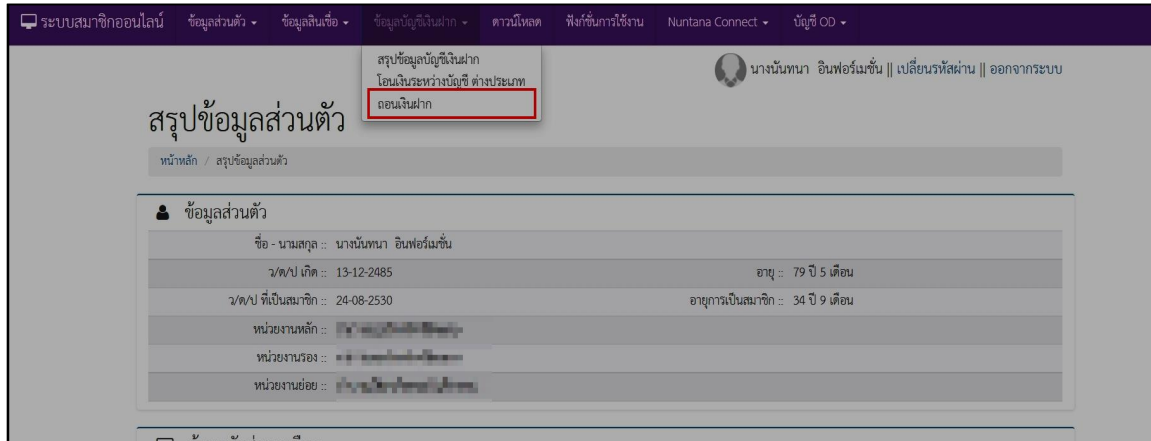 ระบบสมาชิกออนไลน์ ข้อมูลส่วนตัว ข้อมูลสินเชื่อ ข้อมูลบัญชีเงินฝาก ดาวน์โหลด ฟังก์ชั่นการใช้งาน Nuntana Connect บัญชี OD
สรุปข้อมูลบัญชีเงินฝาก
โอนเงินระหว่างบัญชี ต่างประเภท
ถอนเงินฝาก
นางนันทนา อินฟอร์เมชั่น || เปลี่ยนรหัสผ่าน || ออกจากระบบ
สรุปข้อมูลส่วนตัว
หน้าหลัก / สรุปข้อมูลส่วนตัว
ข้อมูลส่วนตัว
ชื่อ - นามสกุล :: นางนันทนา อินฟอร์เมชั่น
ว/ด/ป เกิด :: 13-12-2485 อายุ :: 79 ปี 5 เดือน
ว/ด/ป ที่เป็นสมาชิก :: 24-08-2530 อายุการเป็นสมาชิก :: 34 ปี 9 เดือน
หน่วยงานหลัก ::
หน่วยงานรอง ::
หน่วยงานย่อย ::